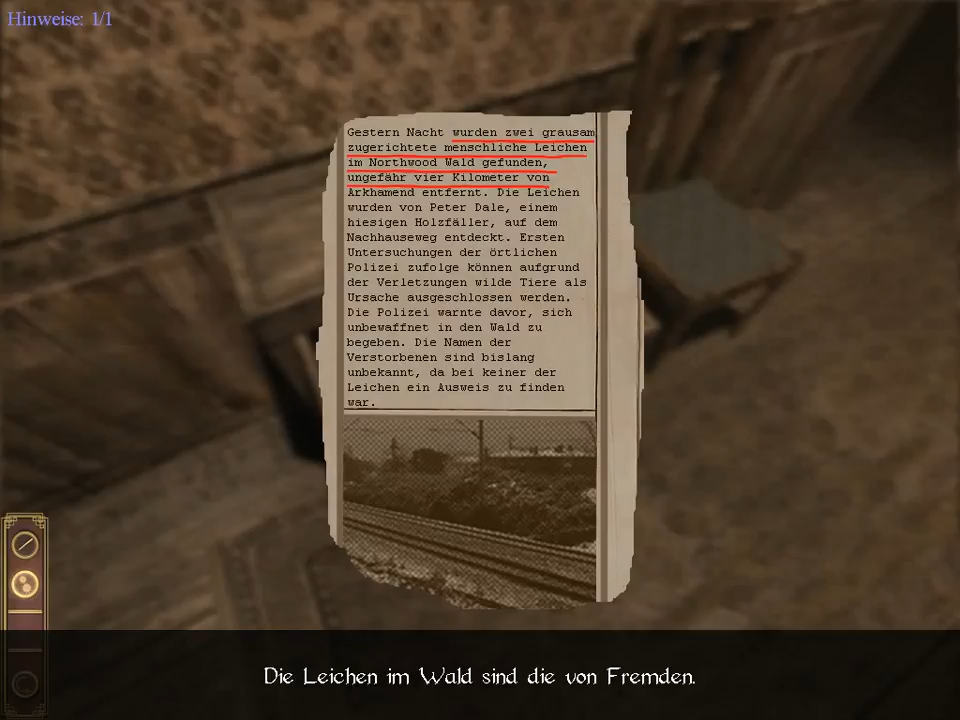 Hinweise: 1/1
Gestern Nacht wurden zwei grausam
zugerichtete menschliche Leichen
im Northwood Wald gefunden,
ungefähr vier Kilometer von
Arkhamend entfernt. Die Leichen
wurden von Peter Dale, einem
hiesigen Holzfäller, auf dem
Nachhauseweg entdeckt. Ersten
Untersuchungen der örtlichen
Polizei zufolge können aufgrund
der Verletzungen wilde Tiere als
Ursache ausgeschlossen werden.
Die Polizei warnte davor, sich
unbewaffnet in den Wald zu
begeben. Die Namen der
Verstorbenen sind bislang
unbekannt, da bei keiner der
Leichen ein Ausweis zu finden
war.
Die Leichen im Wald sind die von Fremden.